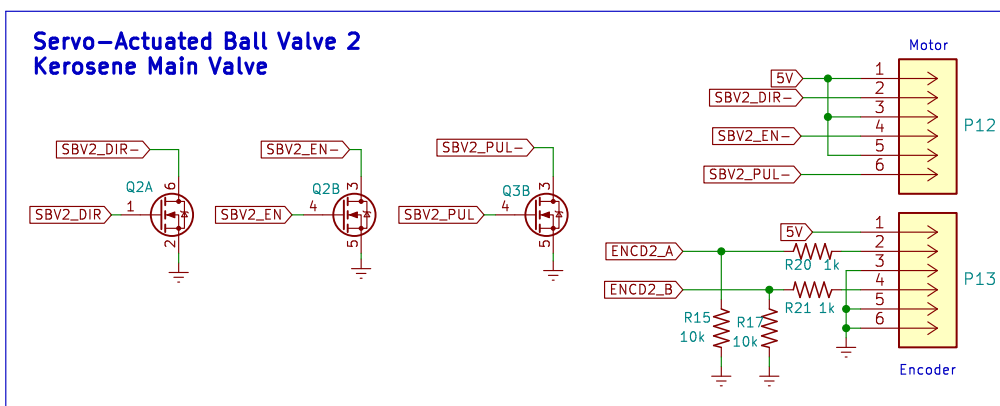 Servo-Actuated Ball Valve 2
Kerosene Main Valve
SBV2_DIR-
Q2A
6
SBV2_DIR
1
2
SBV2_EN-
Q2B
3
SBV2_EN
4
5
SBV2_PUL-
Q3B
3
SBV2_PUL
4
5
Motor
5V
1
SBV2_DIR-
2
3
P12
SBV2_EN-
4
5
SBV2_PUL-
6
5V
1
ENCD2_A
2
R20 1k
3
P13
ENCD2_B
4
R21 1k
5
6
R15
10k
R17
10k
Encoder